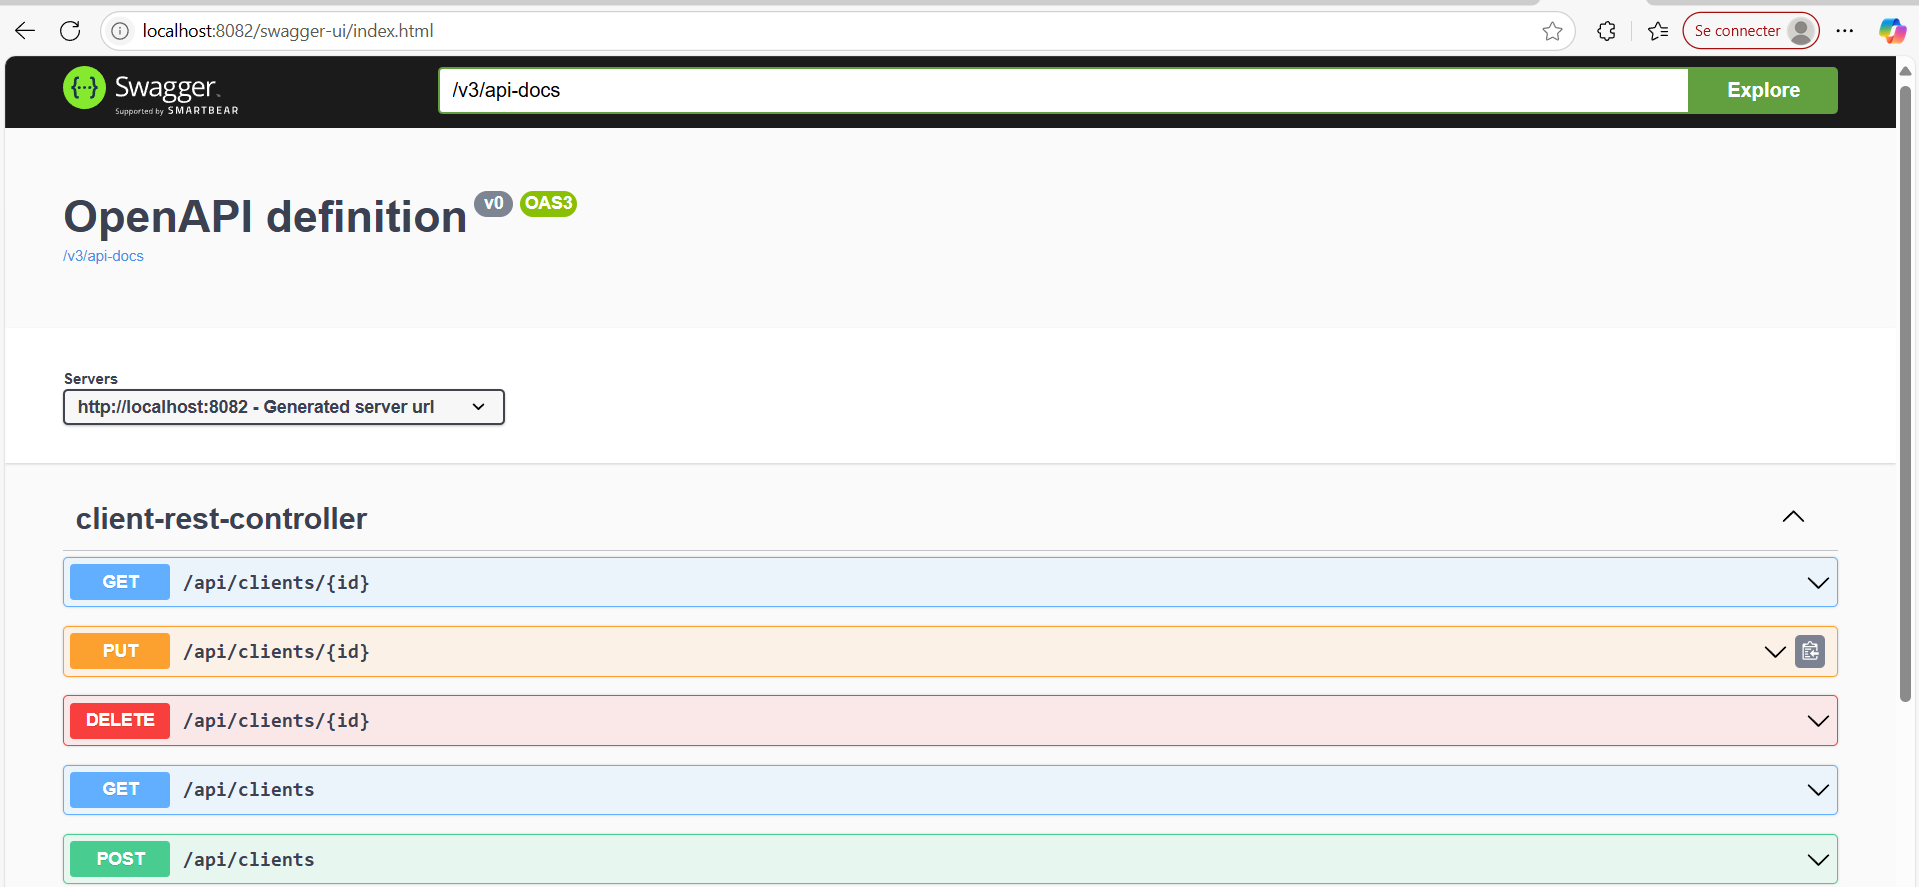 localhost:8082/swagger-ui/index.html
Se connecter
Swagger
Supported by SMARTBEAR
/v3/api-docs
Explore
OpenAPI definition v0 OAS3
/v3/api-docs
Servers
http://localhost:8082 - Generated server url
client-rest-controller
GET /api/clients/{id}
PUT /api/clients/{id}
DELETE /api/clients/{id}
GET /api/clients
POST /api/clients